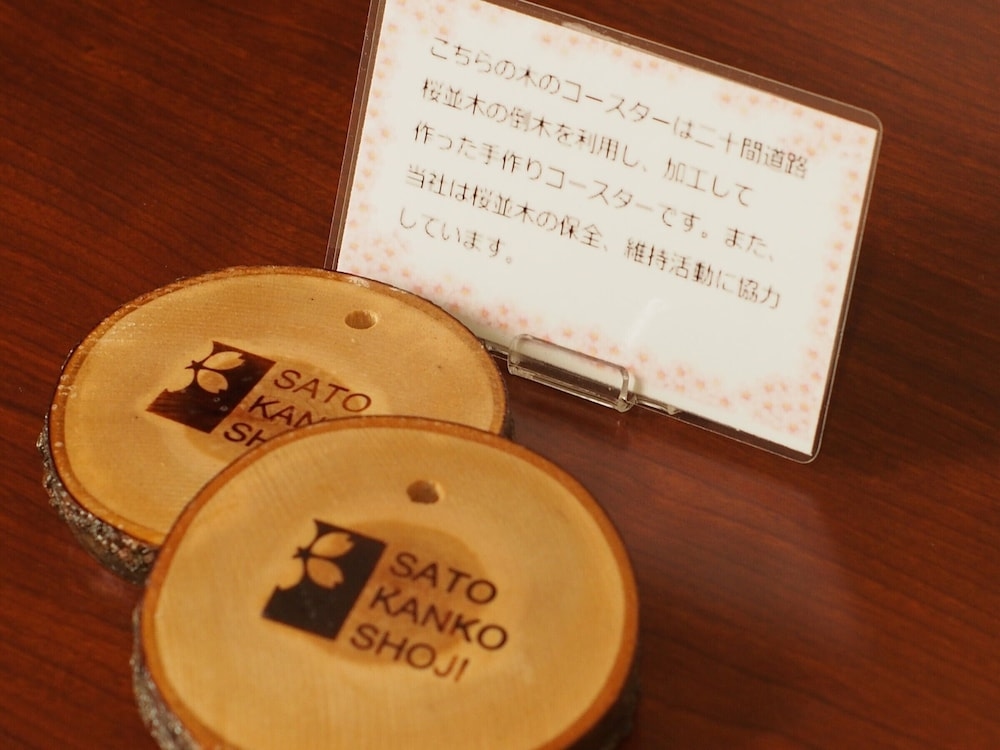 こちらの木のコースターは二十間道路
桜並木の倒木を利用し、加工して
作った手作りコースターです。また、
当社は桜並木の保全、維持活動に協力
しています。
SATO
KAN
SH
SATO
KANKO
SHOJI